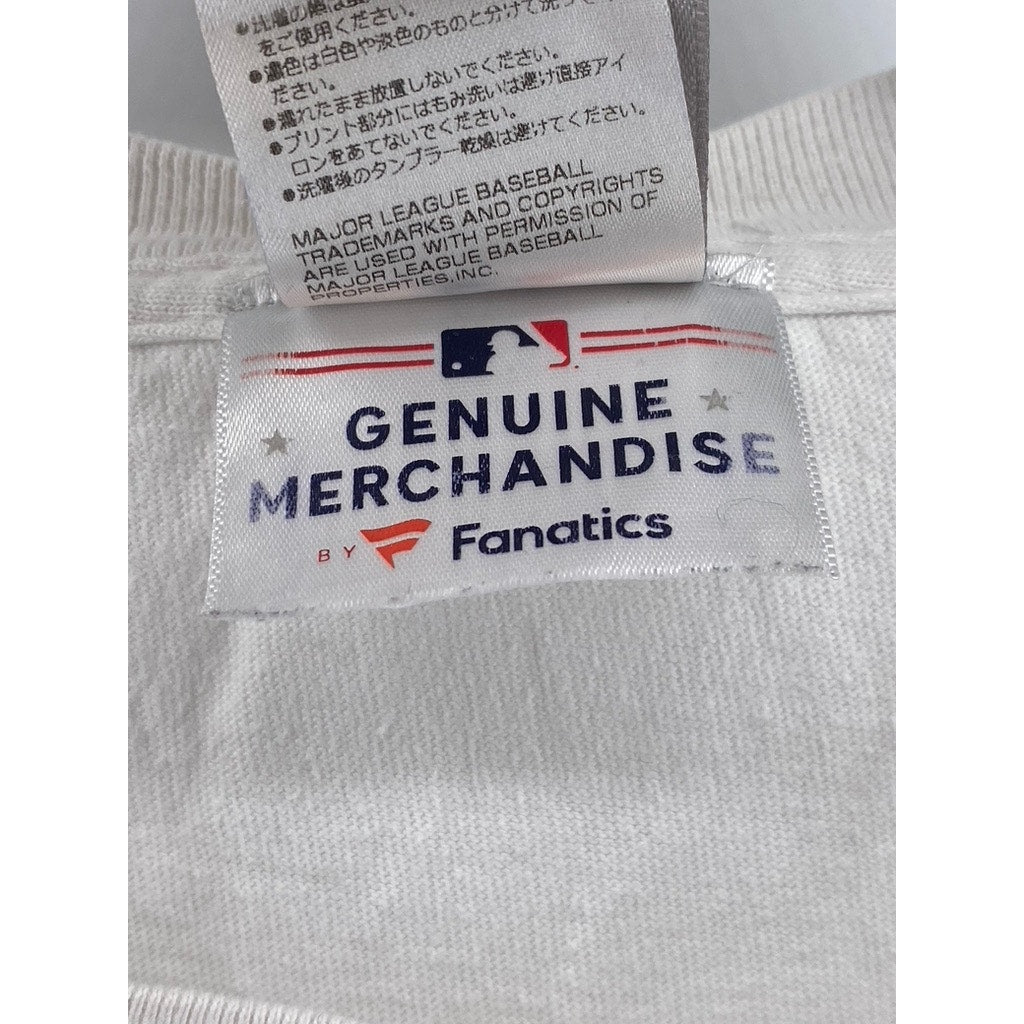 をご使用ください。
●濃色は白色や淡色のものと分けて洗って
ださい。
●濡れたまま放置しないでください。
●プリント部分にはもみ洗いは避け直接アイ
ロンをあてないでください。
●洗濯後のタンブラー乾燥は避けてください。
MAJOR LEAGUE BASEBALL
TRADEMARKS AND COPYRIGHTS
ARE USED WITH PERMISSION OF
MAJOR LEAGUE BASEBALL
PROPERTIES,INC.
GENUINE
MERCHANDISE
BY Fanatics